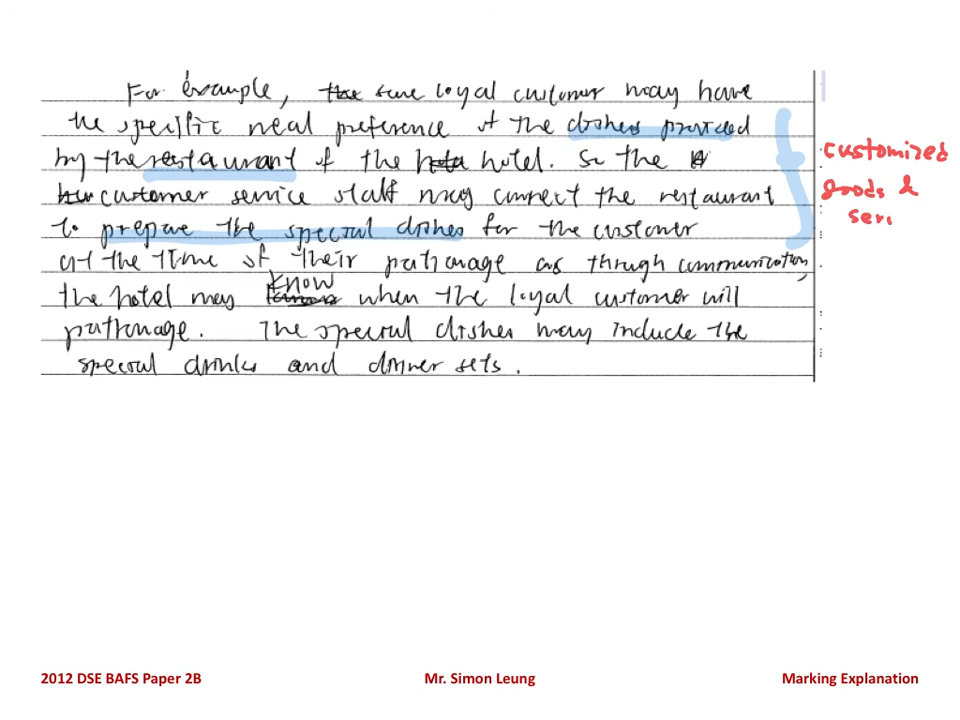 For example, some loyal customer may have
the specific meal preference of the dishes provided
by the restaurant of the hotel. So the
customer service staff may connect the restaurant
to prepare the special dishes for the customer
at the time of their patronage as through communication,
the hotel may know when the loyal customer will
patronage. The special dishes may include the
special drinks and dinner sets.
customized
goods &
serv
2012 DSE BAFS Paper 2B
Mr. Simon Leung
Marking Explanation